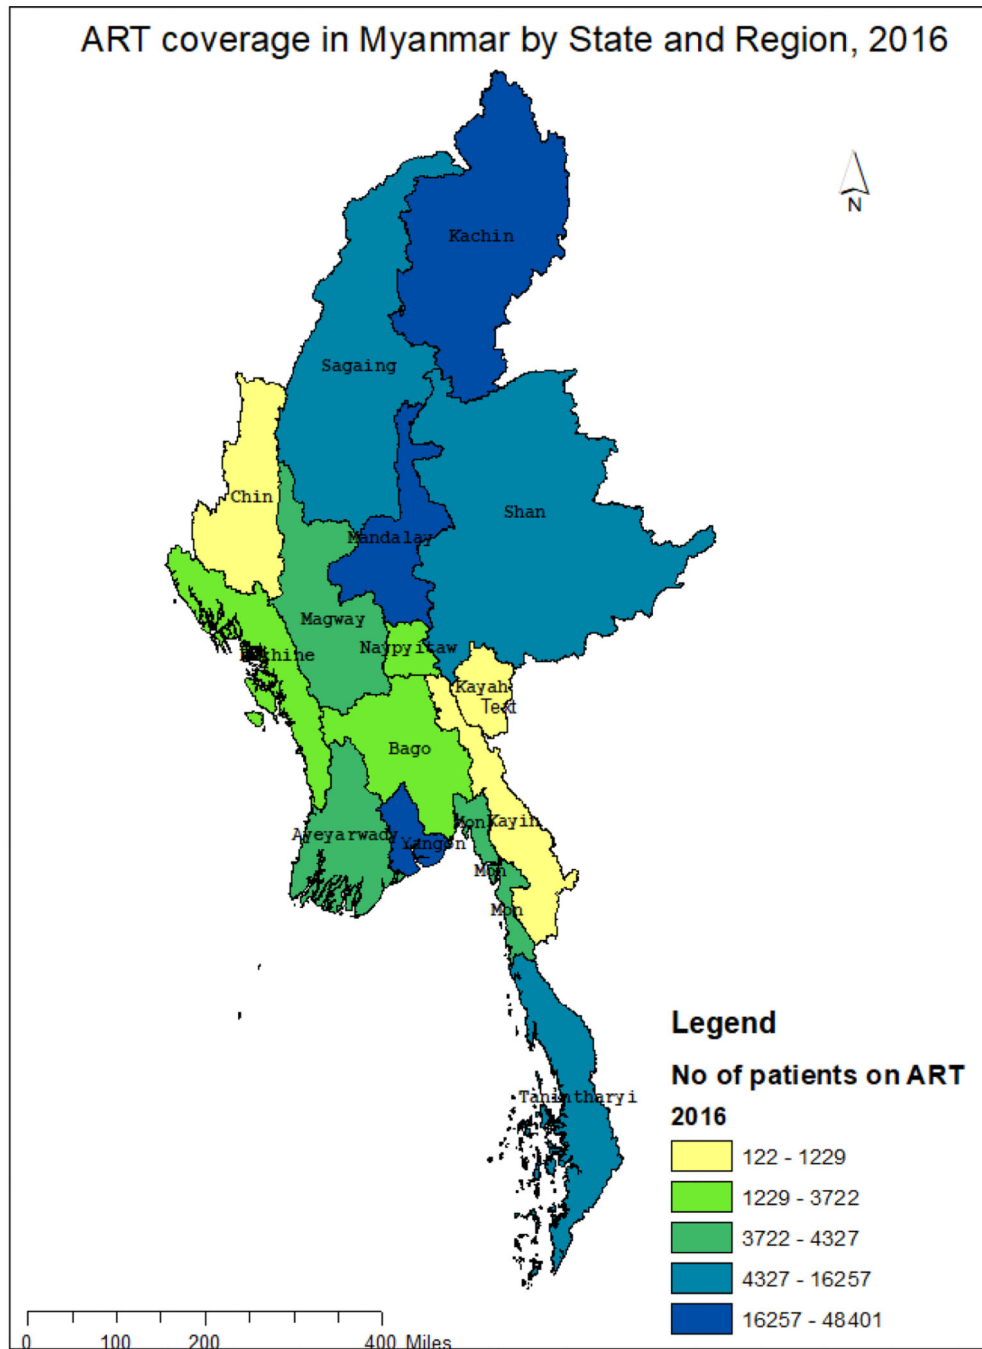 ART coverage in Myanmar by State and Region, 2016
N
Kachin
Sagaing
Chin
Shan
Mandalay
Magway
Naypyitaw
Kayah
Text
Bago
Mon
Kayin
Ayeyarwady
Yangon
Mon
Mon
Tanintharyi
Legend
No of patients on ART
2016
122 - 1229
1229 - 3722
3722 - 4327
4327 - 16257
16257 - 48401
0 100 200 400 Miles